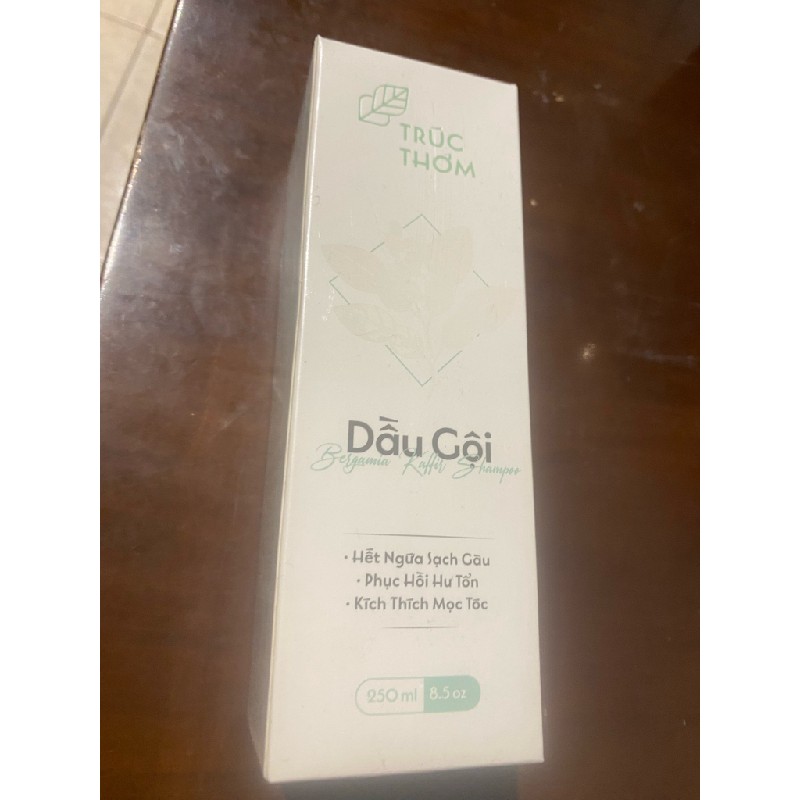 TRÚC
THƠM
Dầu Gội
Bergamia Kaffir Shampoo
• Hết Ngứa Sạch Gàu
• Phục Hồi Hư Tổn
• Kích Thích Mọc Tóc
250 ml 8.5 oz